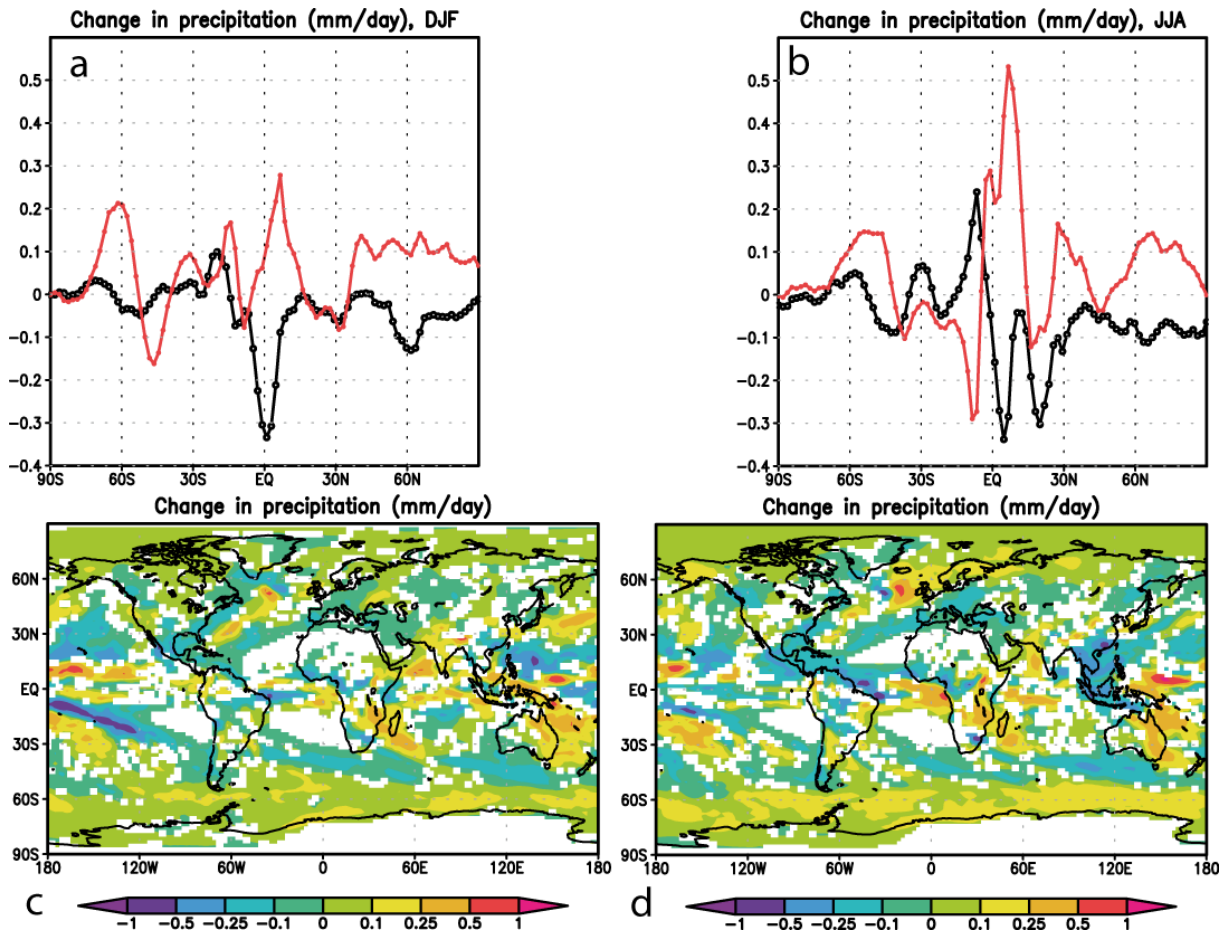 Change in precipitation (mm/day), DJF
a
0.5
0.4
0.3
0.2
0.1
0
−0.1
−0.2
−0.3
−0.4
90S 60S 30S EQ 30N 60N
Change in precipitation (mm/day), JJA
b
0.5
0.4
0.3
0.2
0.1
0
−0.1
−0.2
−0.3
−0.4
90S 60S 30S EQ 30N 60N
Change in precipitation (mm/day)
60N
30N
EQ
30S
60S
90S
180 120W 60W 0 60E 120E 180
c
−1 −0.5 −0.25 −0.1 0 0.1 0.25 0.5 1
Change in precipitation (mm/day)
60N
30N
EQ
30S
60S
90S
180 120W 60W 0 60E 120E 180
d
−1 −0.5 −0.25 −0.1 0 0.1 0.25 0.5 1